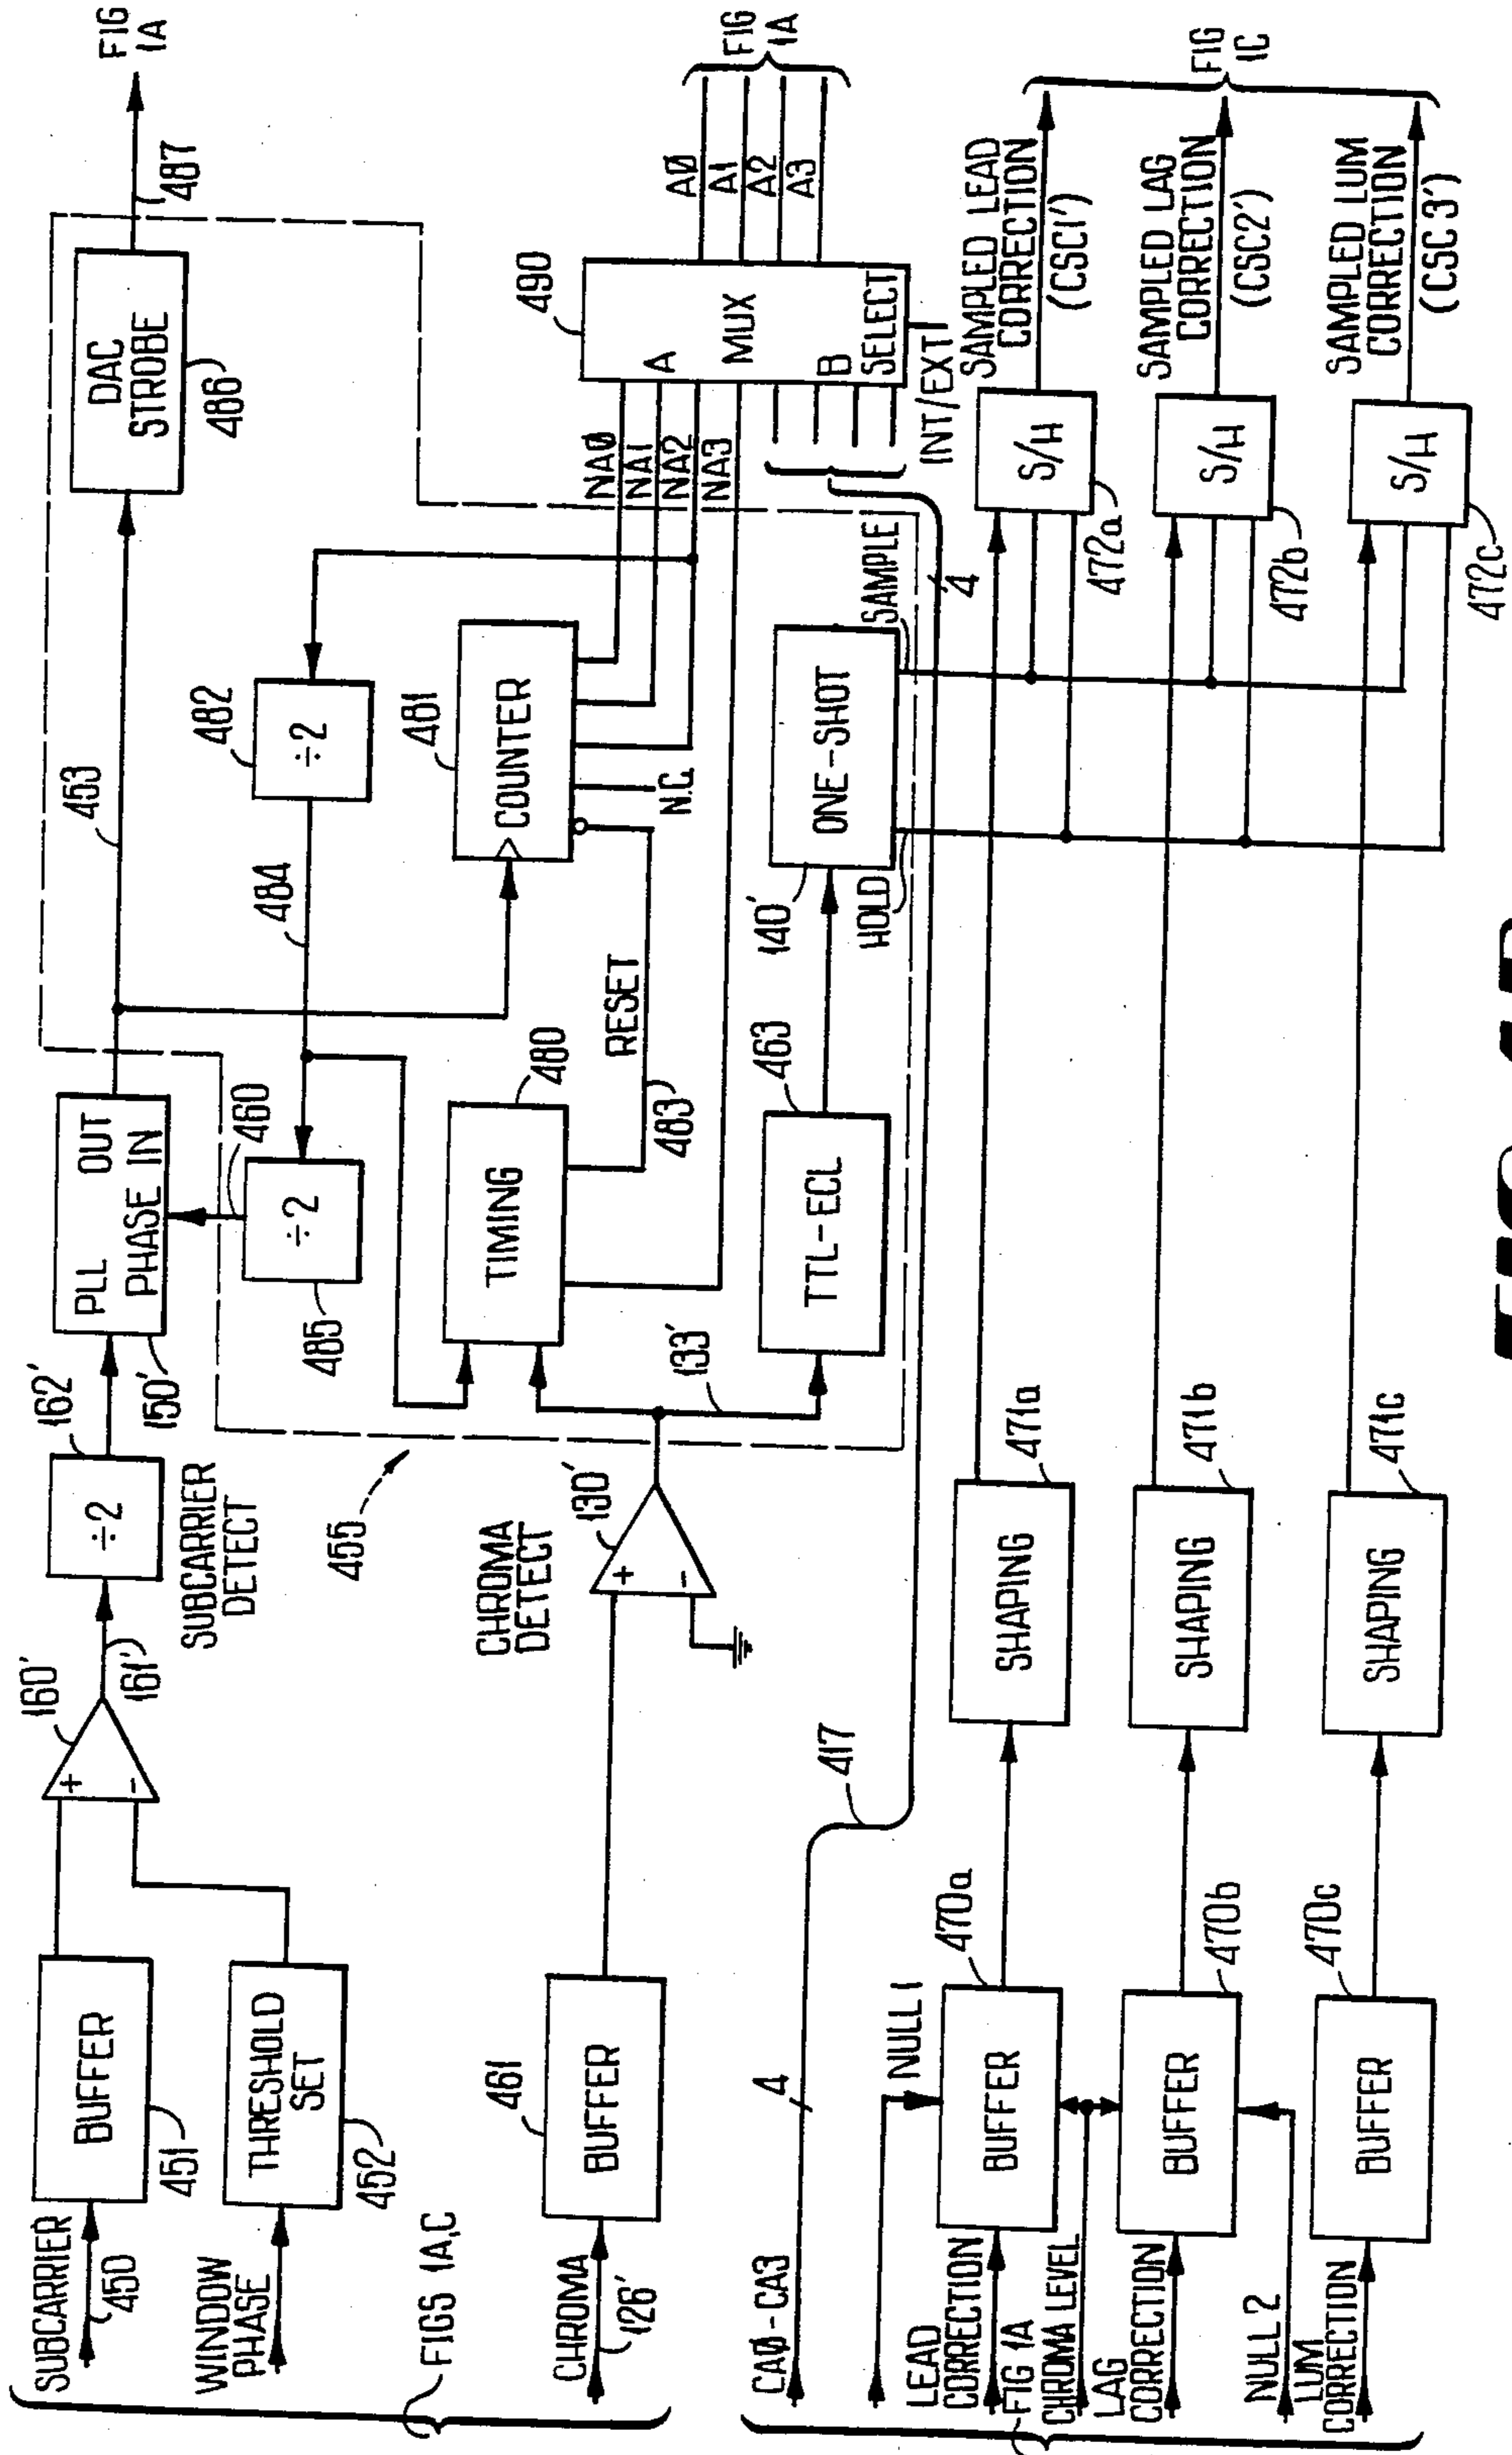 SUBCARRIER
450
BUFFER
451
WINDOW
PHASE
THRESHOLD
SET
452
160'
+
-
161'
÷2
162'
SUBCARRIER
DETECT
PLL OUT
PHASE IN
150'
460
÷2
485
453
484
÷2
482
DAC
STROBE
486
487
FIG
1A
455
FIGS 1A,C
CHROMA
126'
BUFFER
461
CHROMA
DETECT
130'
+
-
133'
TIMING
480
RESET
483
COUNTER
481
N.C.
NAØ
NA1
NA2
NA3
490
A
MUX
B
SELECT
INT/EXT
AØ
A1
A2
A3
FIG
1A
TTL-ECL
463
ONE-SHOT
140'
HOLD
SAMPLE
4
CAØ-CA3
4
417
NULL 1
LEAD
CORRECTION
FIG 1A
CHROMA LEVEL
LAG
CORRECTION
NULL 2
LUM
CORRECTION
BUFFER
470a
BUFFER
470b
BUFFER
470c
SHAPING
471a
SHAPING
471b
SHAPING
471c
S/H
472a
S/H
472b
S/H
472c
SAMPLED LEAD
CORRECTION
(CSC1')
SAMPLED LAG
CORRECTION
(CSC2')
SAMPLED LUM
CORRECTION
(CSC3')
FIG
1C